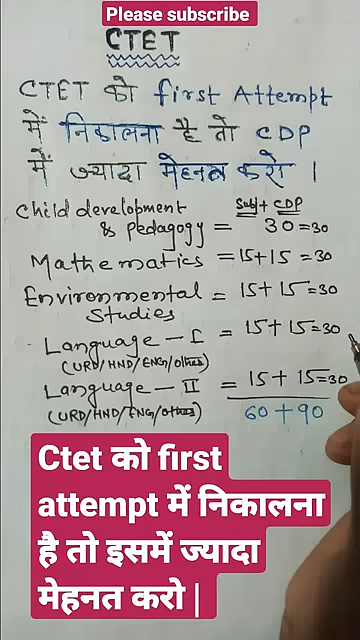 Please subscribe
CTET
CTET को first Attempt
में निकालना है तो CDP
में ज्यादा मेहनत करो ।
Child development Subj + CDP
& Pedagogy = 30 = 30
Mathematics = 15+15 = 30
Environmental = 15+ 15 = 30
Studies
Language - I = 15+ 15 = 30
(URD/HND/ENG/Others)
Language - II = 15 + 15 = 30
(URD/HND/ENG/Others) 60 + 90
Ctet को first
attempt में निकालना
है तो इसमें ज्यादा
मेहनत करो |